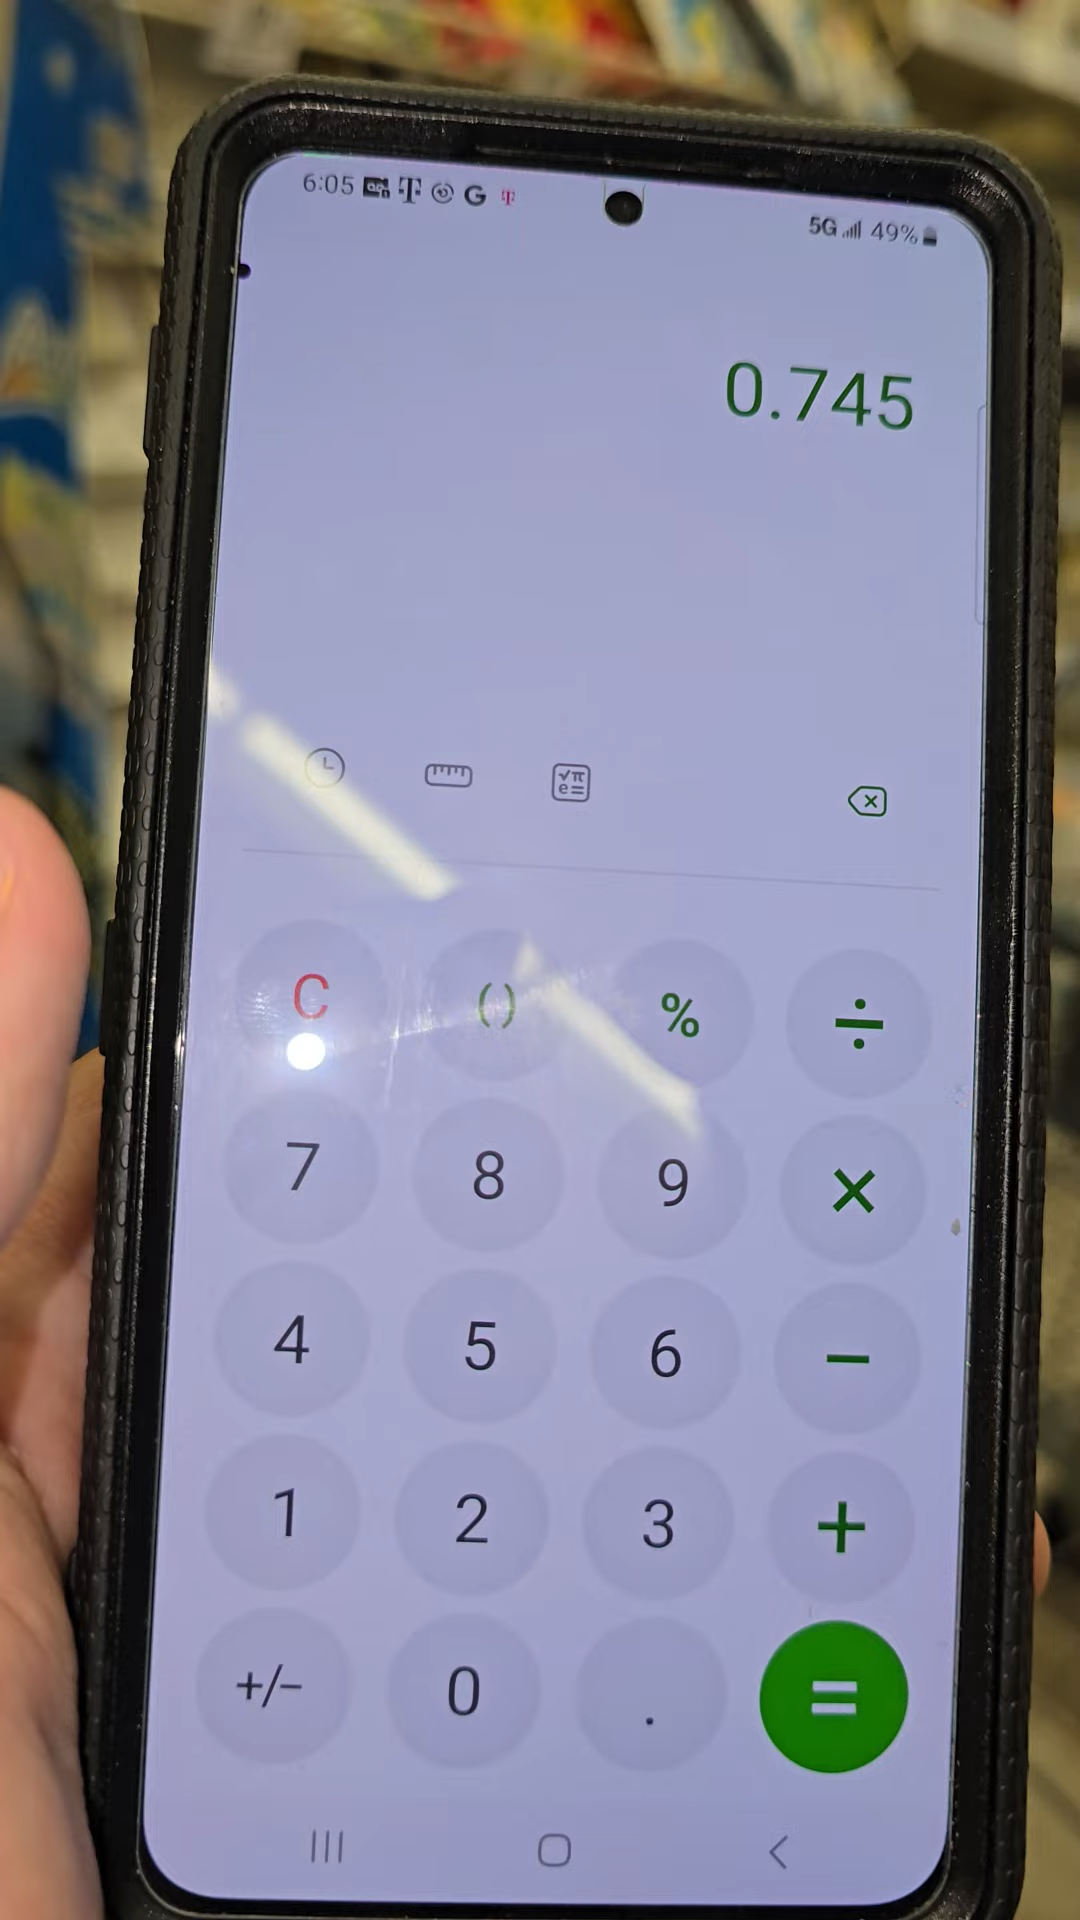 6:05 T G T 5G 49%
0.745
√π
e=
C () % ÷
7 8 9 ×
4 5 6 −
1 2 3 +
+/− 0 . =